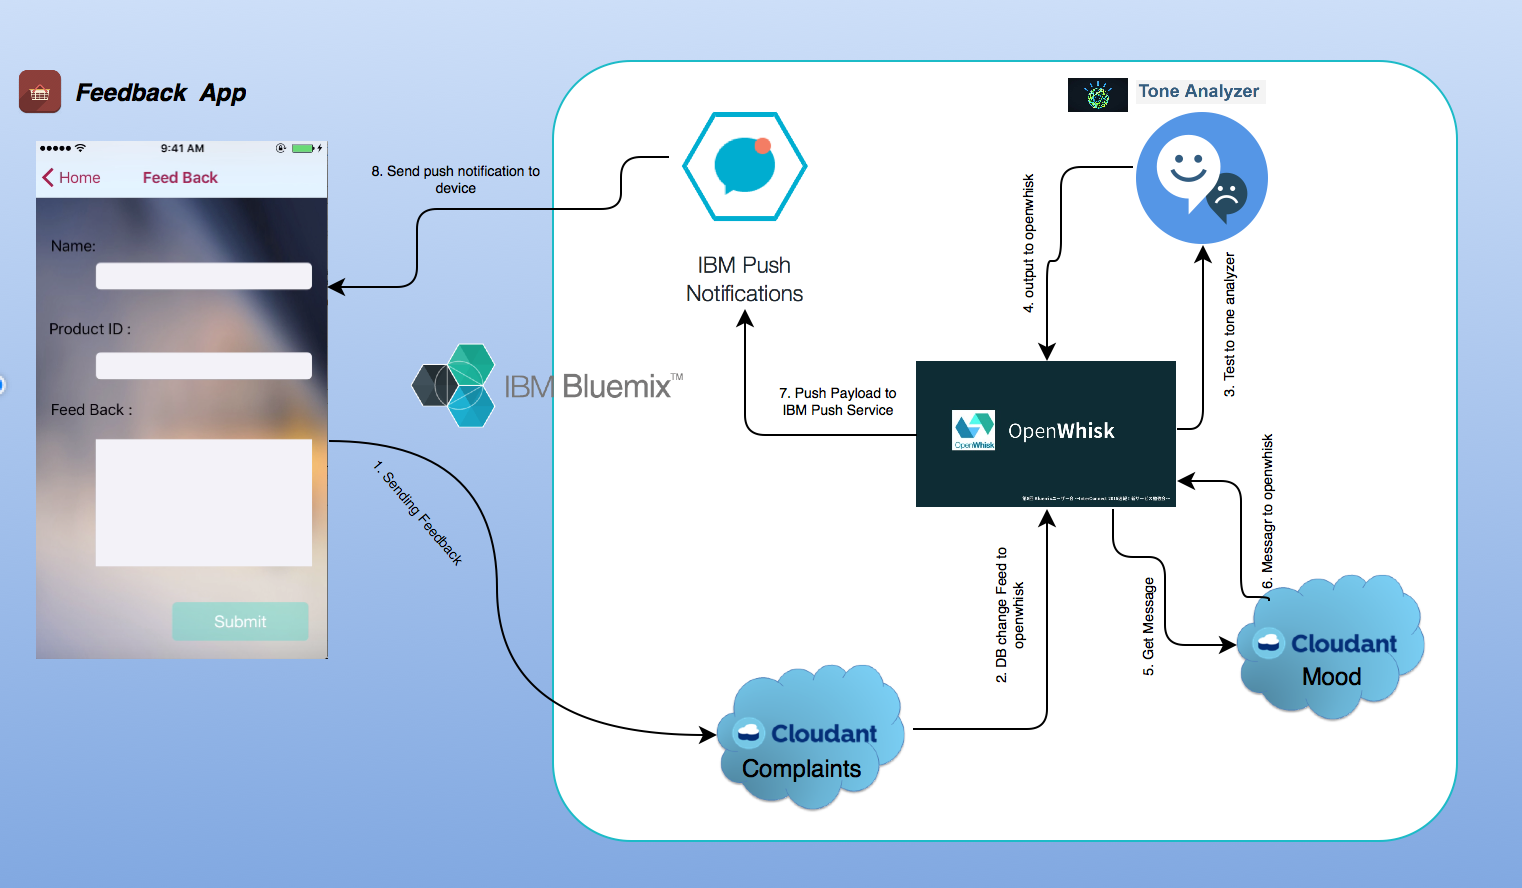 Feedback App
9:41 AM
Home
Feed Back
Name:
Product ID :
Feed Back :
Submit
8. Send push notification to
device
IBM Push
Notifications
Tone Analyzer
4. output to openwhisk
3. Test to tone analyzer
IBM Bluemix™
7. Push Payload to
IBM Push Service
OpenWhisk
OpenWhisk
1. Sending Feedback
2. DB change Feed to
openwhisk
5. Get Message
6. Messagr to openwhisk
Cloudant
Mood
Cloudant
Complaints